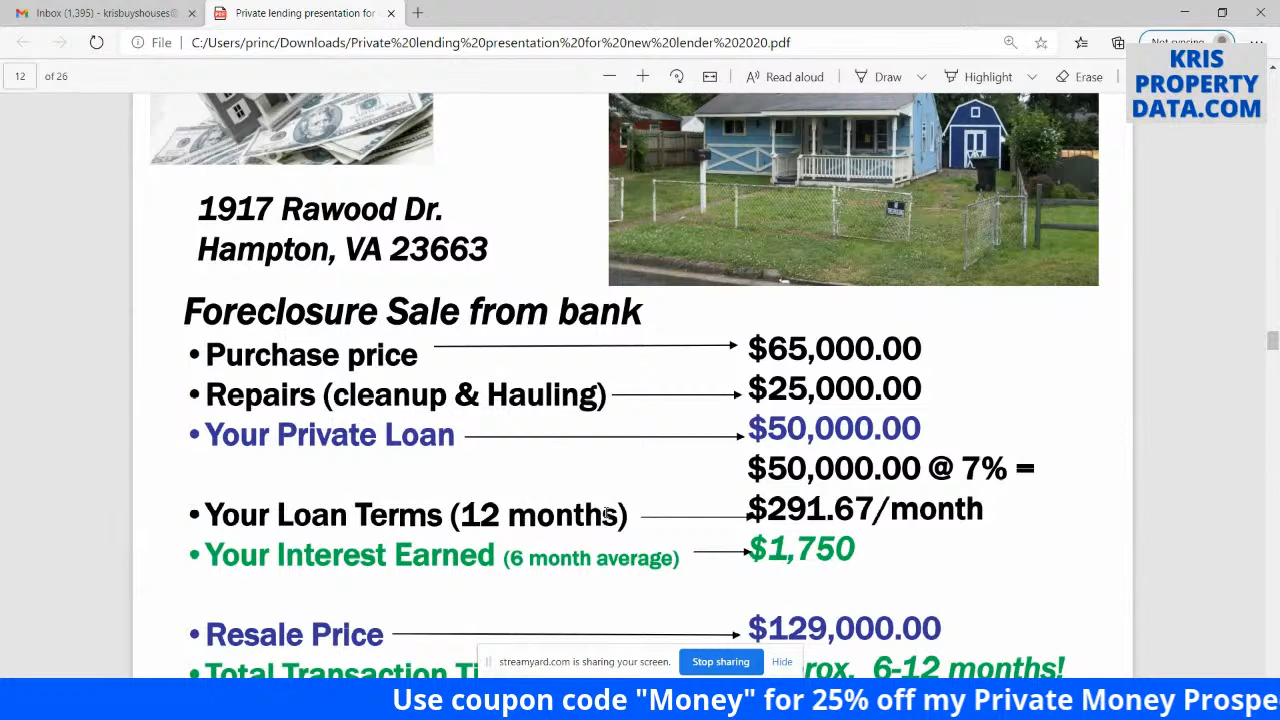 Inbox (1,395) - krisbuyshouses@
Private lending presentation for
File
C:/Users/princ/Downloads/Private%20lending%20presentation%20for%20new%20lender%202020.pdf
Not syncing
12 of 26
Read aloud
Draw
Highlight
Erase
KRIS
PROPERTY
DATA.COM
1917 Rawood Dr.
Hampton, VA 23663
Foreclosure Sale from bank
•Purchase price $65,000.00
•Repairs (cleanup & Hauling) $25,000.00
•Your Private Loan $50,000.00
$50,000.00 @ 7% =
•Your Loan Terms (12 months) $291.67/month
•Your Interest Earned (6 month average) $1,750
•Resale Price $129,000.00
•Total Transaction Ti rox. 6-12 months!
streamyard.com is sharing your screen.
Stop sharing
Hide
Use coupon code "Money" for 25% off my Private Money Prospe